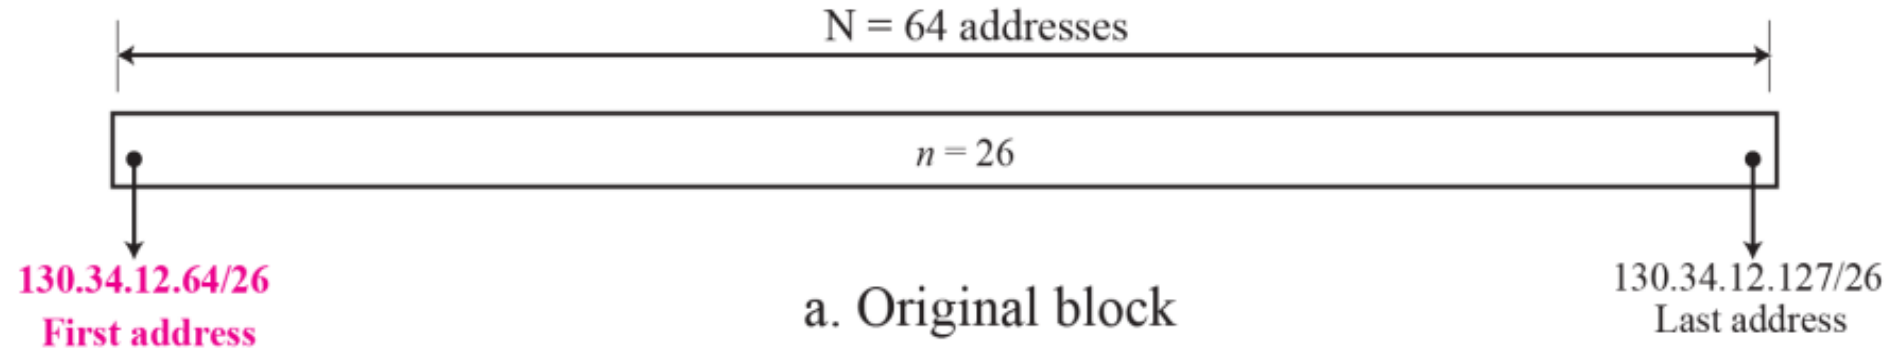 N = 64 addresses
n = 26
130.34.12.64/26
First address
a. Original block
130.34.12.127/26
Last address